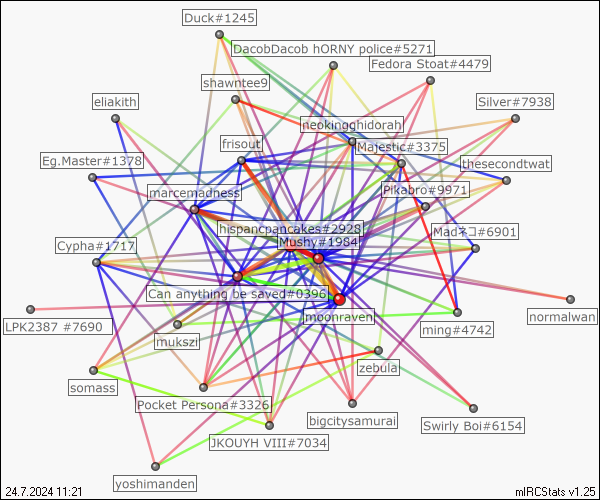 Duck#1245
DacobDacob hORNY police#5271
Fedora Stoat#4479
shawntee9
eliakith
Silver#7938
neokingghidorah
frisout
Majestic#3375
Eg.Master#1378
thesecondtwat
marcemadness
Pikabro#9971
hispancpancakes#2928
Mushy#1984
Madネコ#6901
Cypha#1717
Can anything be saved#0396
LPK2387 #7690
moonraven
normalwan
ming#4742
mukszi
zebula
somass
Pocket Persona#3326
bigcitysamurai
Swirly Boi#6154
JKOUYH VIII#7034
yoshimanden
24.7.2024 11:21
mIRCStats v1.25